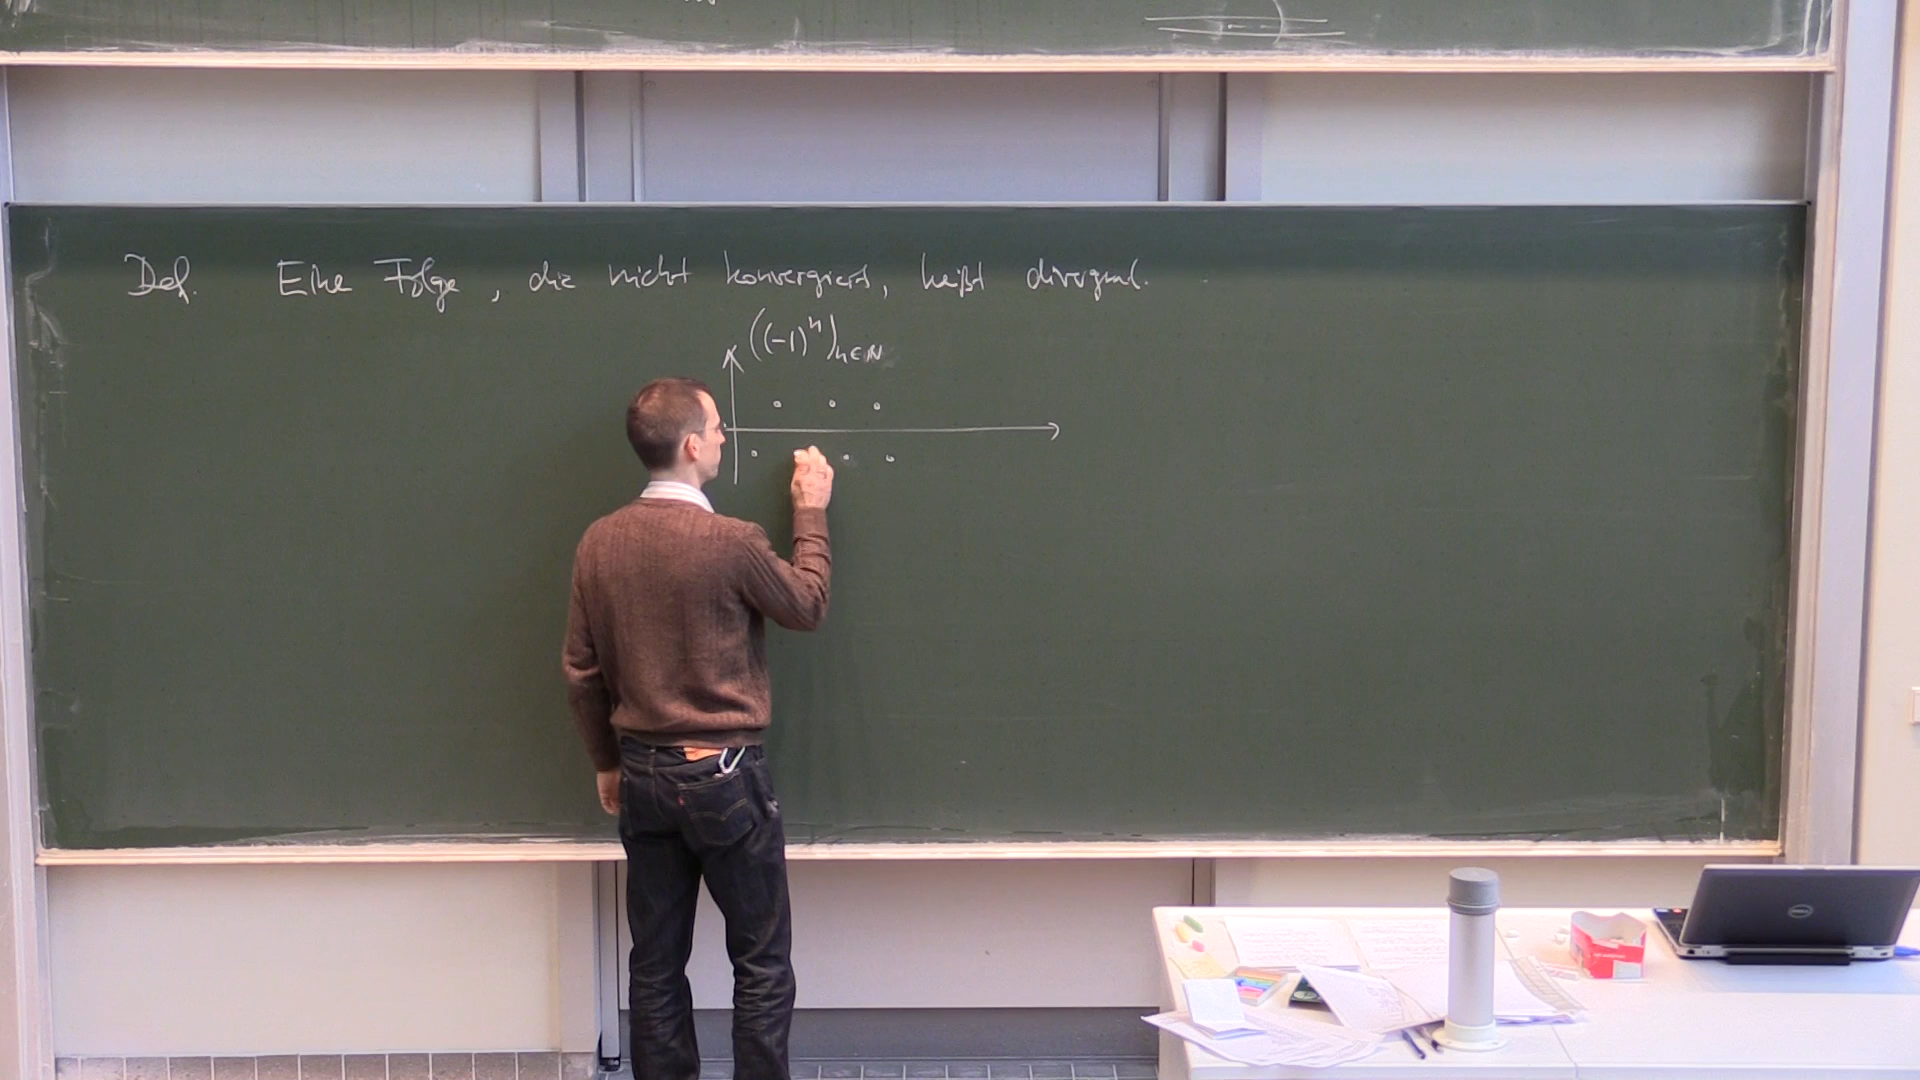 Def. Eine Folge, die nicht konvergiert, heißt divergent.
((-1)ⁿ)ₙ∈ℕ